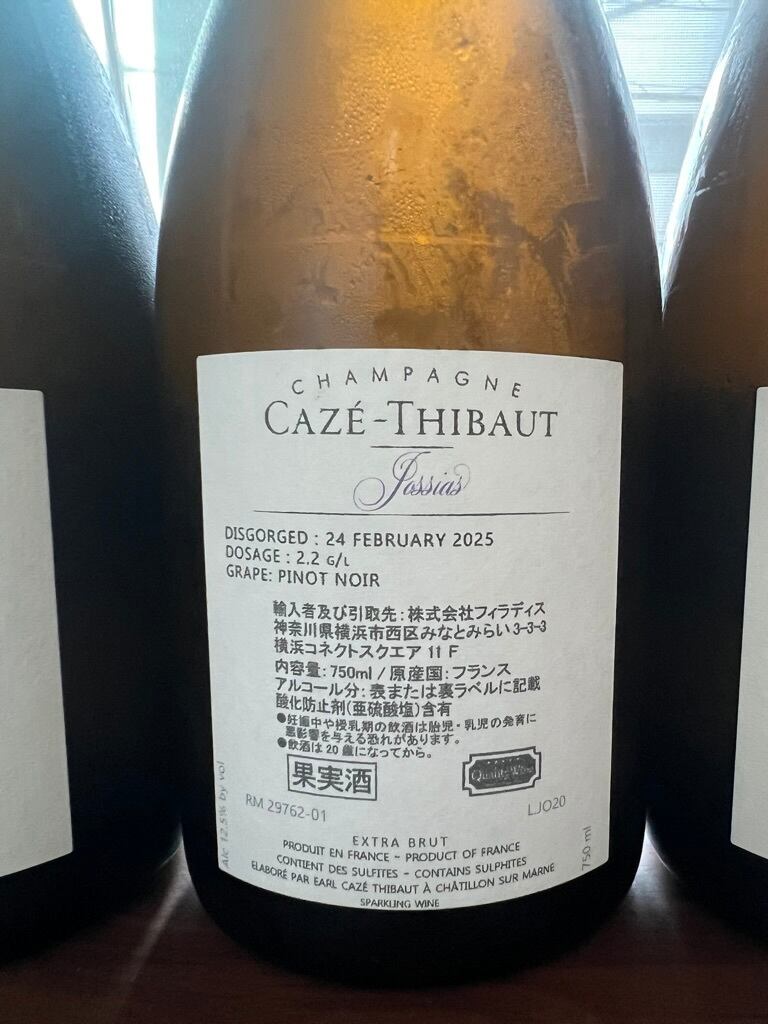 CHAMPAGNE
CAZÉ-THIBAUT
Jossias
DISGORGED : 24 FEBRUARY 2025
DOSAGE : 2.2 G/L
GRAPE: PINOT NOIR
輸入者及び引取先:株式会社フィラディス
神奈川県横浜市西区みなとみらい3-3-3
横浜コネクトスクエア 11 F
内容量:750ml / 原産国:フランス
アルコール分:表または裏ラベルに記載
酸化防止剤(亜硫酸塩)含有
●妊娠中や授乳期の飲酒は胎児・乳児の発育に
悪影響を与える恐れがあります。
●飲酒は20歳になってから。
果実酒
Quality Wine
RM 29762-01
LJO20
Alc 12.5% by vol
750 ml
EXTRA BRUT
PRODUIT EN FRANCE ~ PRODUCT OF FRANCE
CONTIENT DES SULFITES - CONTAINS SULPHITES
ELABORÉ PAR EARL CAZÉ THIBAUT À CHÂTILLON SUR MARNE
SPARKLING WINE